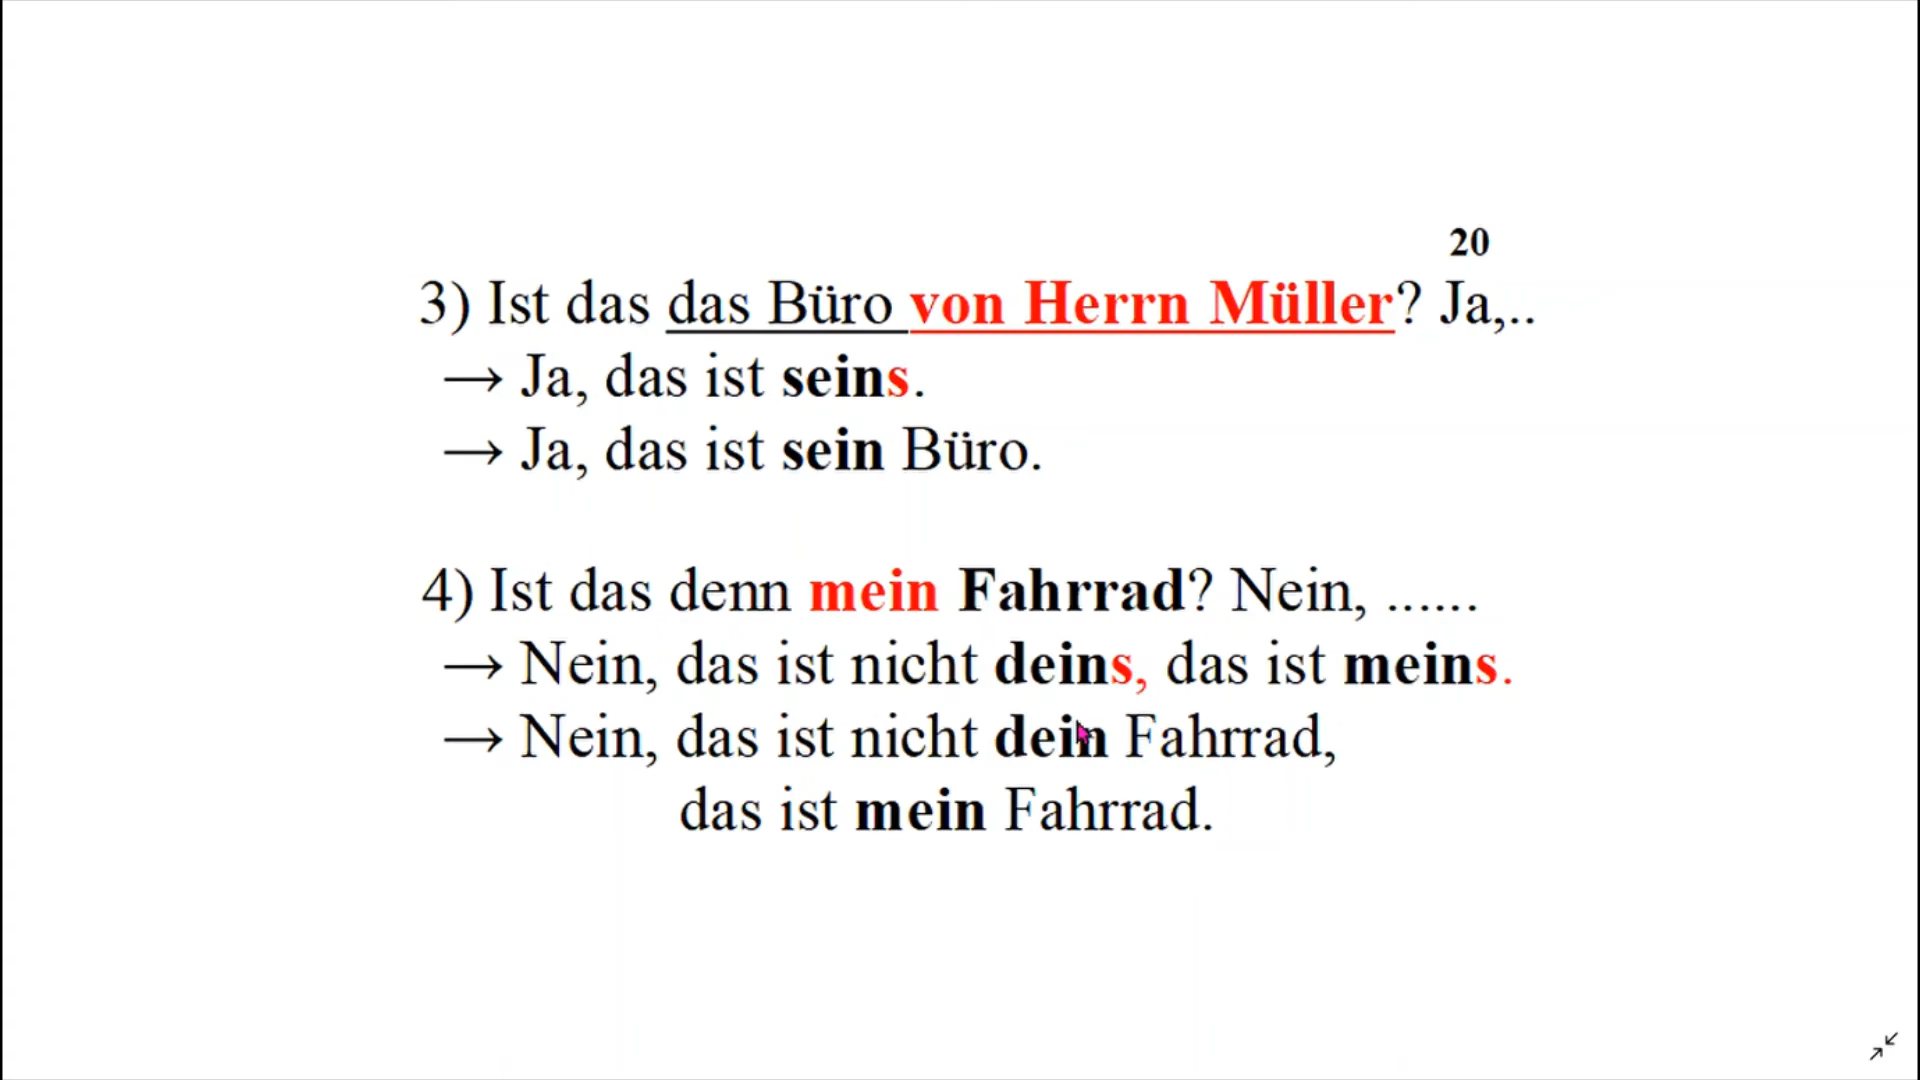 20
3) Ist das das Büro von Herrn Müller? Ja,..
→ Ja, das ist seins.
→ Ja, das ist sein Büro.
4) Ist das denn mein Fahrrad? Nein, ......
→ Nein, das ist nicht deins, das ist meins.
→ Nein, das ist nicht dein Fahrrad,
das ist mein Fahrrad.